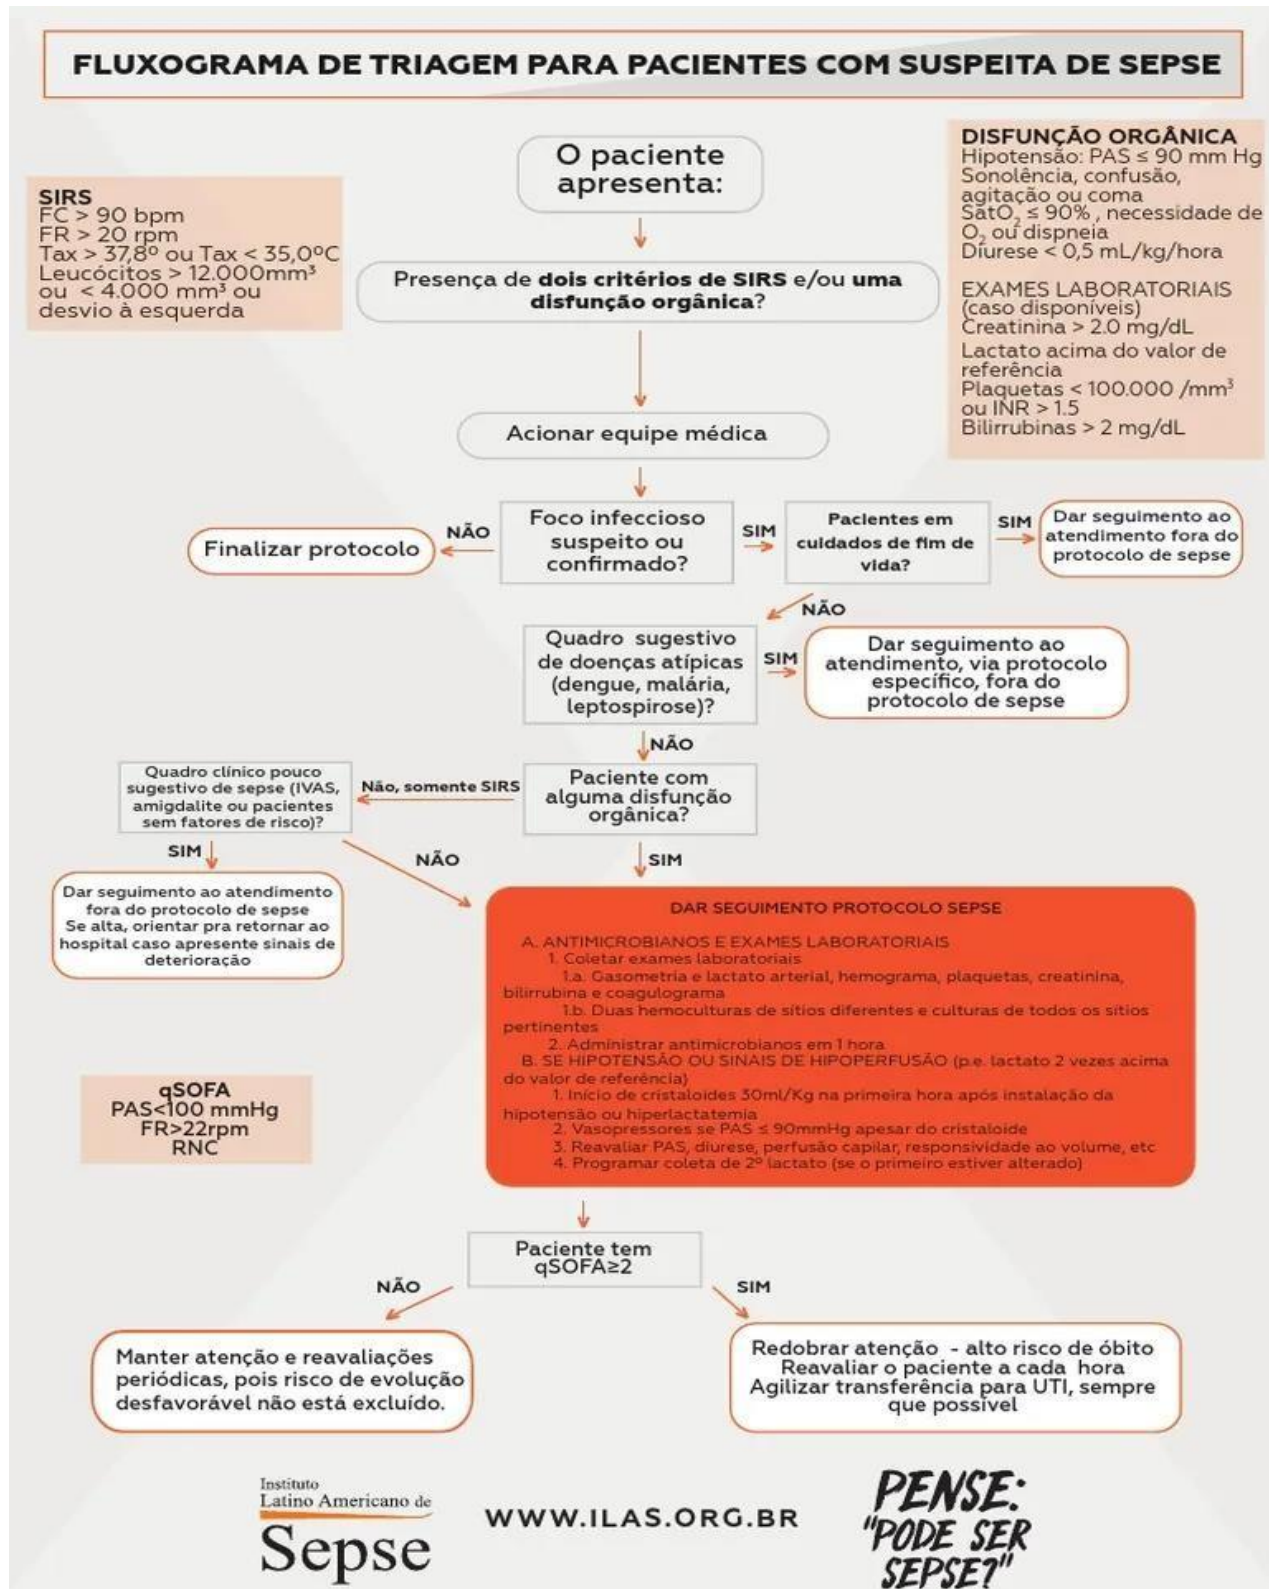 FLUXOGRAMA DE TRIAGEM PARA PACIENTES COM SUSPEITA DE SEPSE
O paciente
apresenta:
SIRS
FC > 90 bpm
FR > 20 rpm
Tax > 37,8º ou Tax < 35,0ºC
Leucócitos > 12.000mm³
ou < 4.000 mm³ ou
desvio à esquerda
DISFUNÇÃO ORGÂNICA
Hipotensão: PAS ≤ 90 mm Hg
Sonolência, confusão,
agitação ou coma
SatO₂ ≤ 90% , necessidade de
O₂ ou dispneia
Diurese < 0,5 mL/kg/hora
EXAMES LABORATORIAIS
(caso disponíveis)
Creatinina > 2.0 mg/dL
Lactato acima do valor de
referência
Plaquetas < 100.000 /mm³
ou INR > 1.5
Bilirrubinas > 2 mg/dL
Presença de dois critérios de SIRS e/ou uma
disfunção orgânica?
Acionar equipe médica
Foco infeccioso
suspeito ou
confirmado?
NÃO
Finalizar protocolo
SIM
Pacientes em
cuidados de fim de
vida?
SIM
Dar seguimento ao
atendimento fora do
protocolo de sepse
NÃO
Quadro sugestivo
de doenças atípicas
(dengue, malária,
leptospirose)?
SIM
Dar seguimento ao
atendimento, via protocolo
específico, fora do
protocolo de sepse
NÃO
Paciente com
alguma disfunção
orgânica?
Não, somente SIRS
Quadro clínico pouco
sugestivo de sepse (IVAS,
amigdalite ou pacientes
sem fatores de risco)?
SIM
NÃO
SIM
Dar seguimento ao atendimento
fora do protocolo de sepse
Se alta, orientar pra retornar ao
hospital caso apresente sinais de
deterioração
DAR SEGUIMENTO PROTOCOLO SEPSE
A. ANTIMICROBIANOS E EXAMES LABORATORIAIS
1. Coletar exames laboratoriais
1.a. Gasometria e lactato arterial, hemograma, plaquetas, creatinina,
bilirrubina e coagulograma
1.b. Duas hemoculturas de sítios diferentes e culturas de todos os sítios
pertinentes
2. Administrar antimicrobianos em 1 hora
B. SE HIPOTENSÃO OU SINAIS DE HIPOPERFUSÃO (p.e. lactato 2 vezes acima
do valor de referência)
1. Início de cristaloides 30ml/Kg na primeira hora após instalação da
hipotensão ou hiperlactatemia
2. Vasopressores se PAS ≤ 90mmHg apesar do cristaloide
3. Reavaliar PAS, diurese, perfusão capilar, responsividade ao volume, etc
4. Programar coleta de 2º lactato (se o primeiro estiver alterado)
qSOFA
PAS<100 mmHg
FR>22rpm
RNC
Paciente tem
qSOFA≥2
NÃO
SIM
Manter atenção e reavaliações
periódicas, pois risco de evolução
desfavorável não está excluído.
Redobrar atenção - alto risco de óbito
Reavaliar o paciente a cada hora
Agilizar transferência para UTI, sempre
que possível
Instituto
Latino Americano de
Sepse
WWW.ILAS.ORG.BR
PENSE:
"PODE SER
SEPSE?"